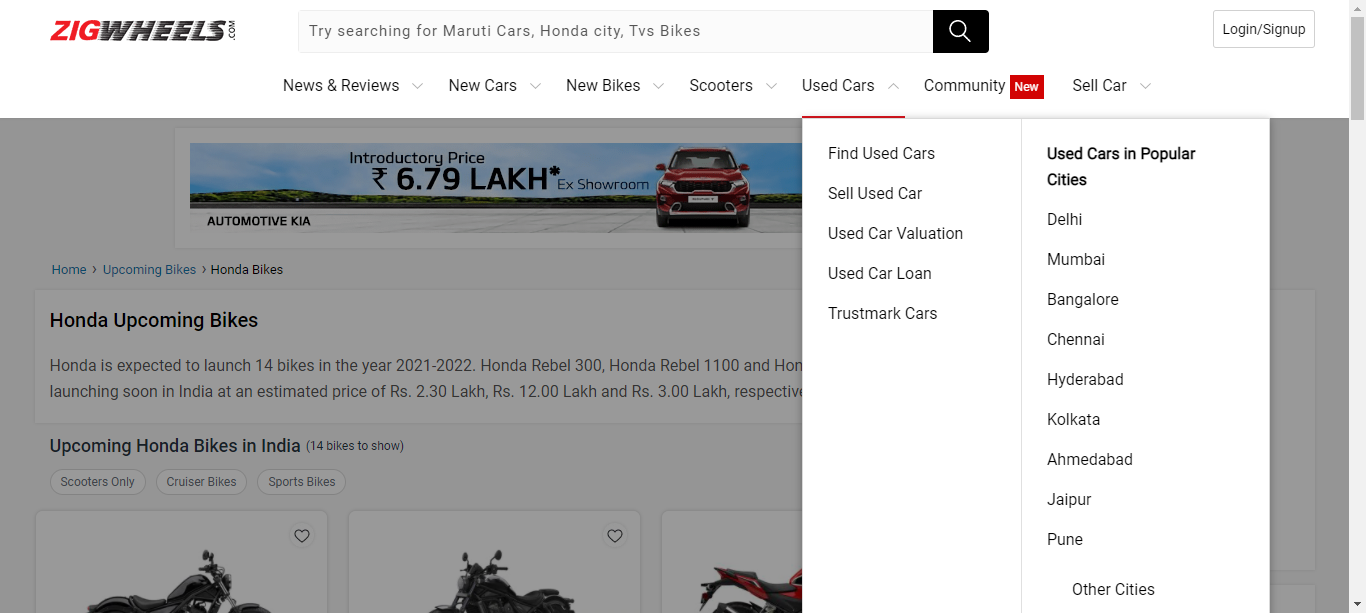 ZIGWHEELS.COM
Try searching for Maruti Cars, Honda city, Tvs Bikes
Login/Signup
News & Reviews
New Cars
New Bikes
Scooters
Used Cars
Community New
Sell Car
Introductory Price
₹ 6.79 LAKH* Ex Showroom
AUTOMOTIVE KIA
Find Used Cars
Sell Used Car
Used Car Valuation
Used Car Loan
Trustmark Cars
Used Cars in Popular
Cities
Delhi
Mumbai
Bangalore
Chennai
Hyderabad
Kolkata
Ahmedabad
Jaipur
Pune
Other Cities
Home › Upcoming Bikes › Honda Bikes
Honda Upcoming Bikes
Honda is expected to launch 14 bikes in the year 2021-2022. Honda Rebel 300, Honda Rebel 1100 and Hon
launching soon in India at an estimated price of Rs. 2.30 Lakh, Rs. 12.00 Lakh and Rs. 3.00 Lakh, respective
Upcoming Honda Bikes in India (14 bikes to show)
Scooters Only
Cruiser Bikes
Sports Bikes